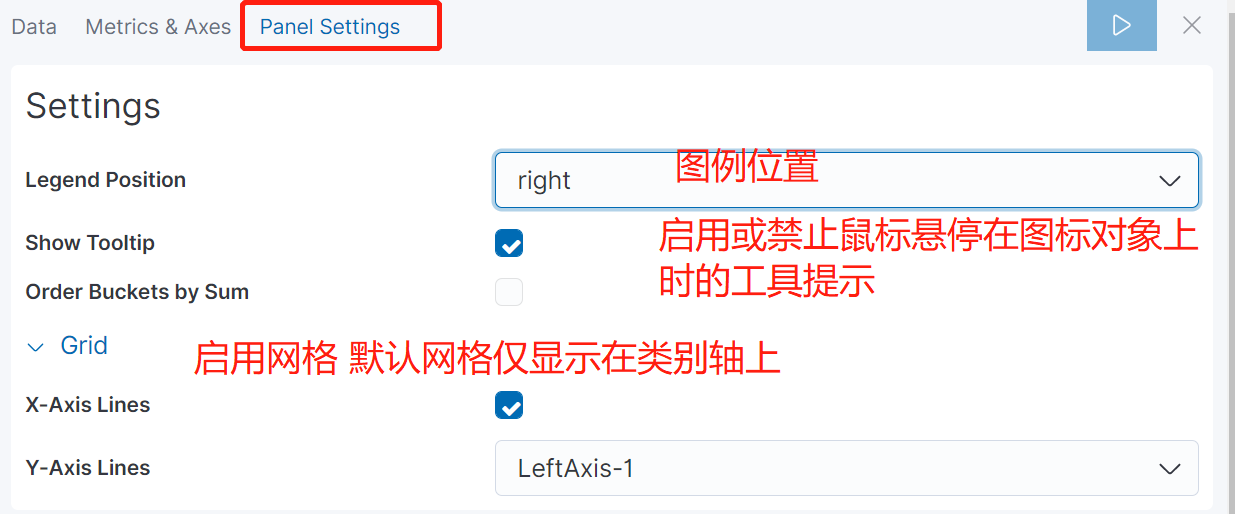 Data Metrics & Axes Panel Settings
Settings
Legend Position right 图例位置
Show Tooltip 启用或禁止鼠标悬停在图标对象上
时的工具提示
Order Buckets by Sum
Grid 启用网格 默认网格仅显示在类别轴上
X-Axis Lines
Y-Axis Lines LeftAxis-1